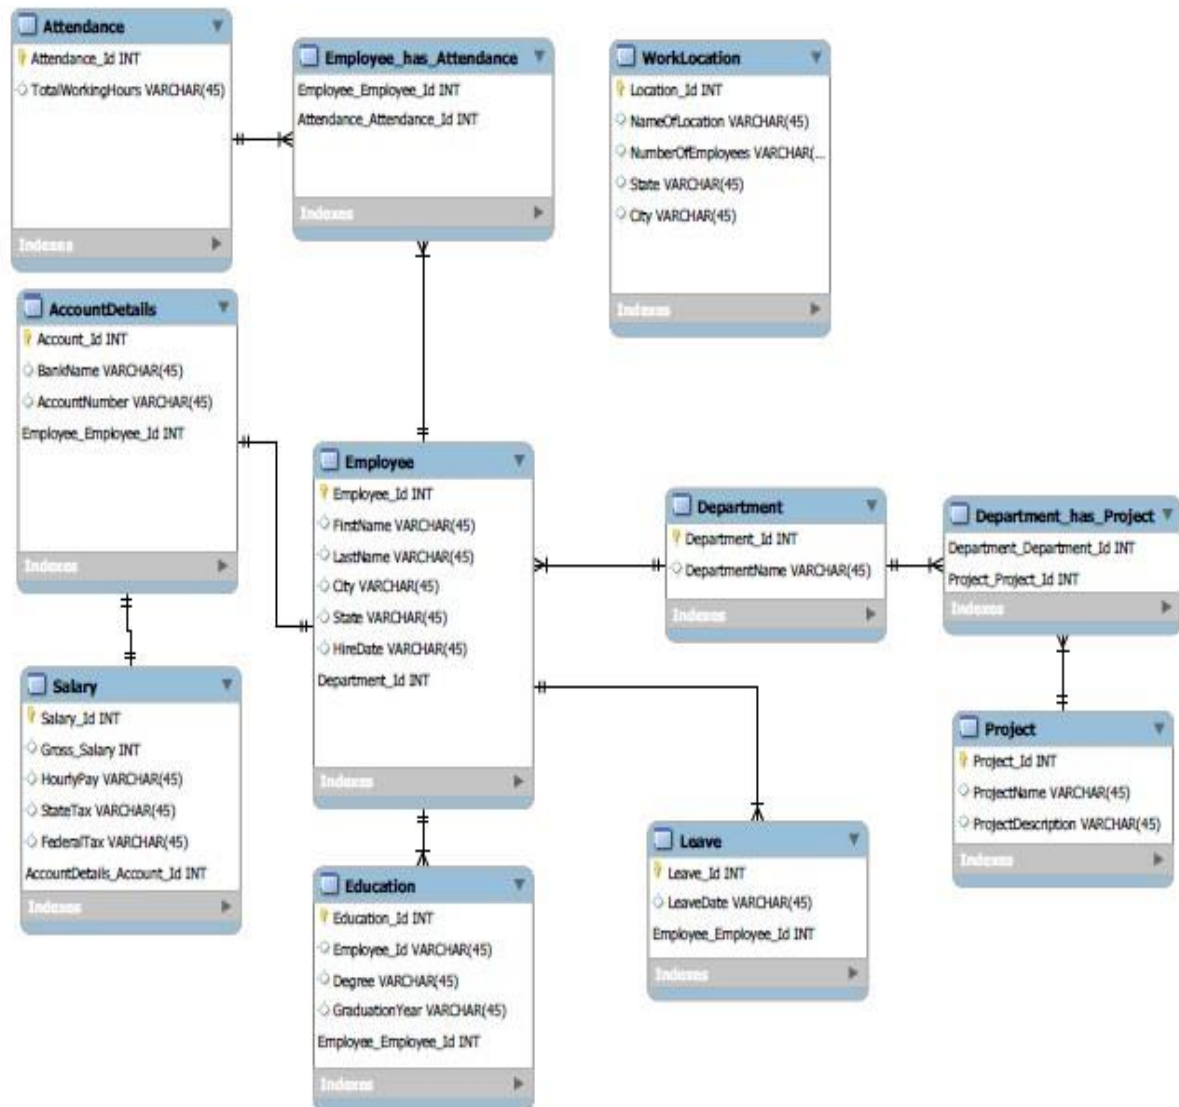 Attendance
Attendance_Id INT
TotalWorkingHours VARCHAR(45)
Indexes
Employee_has_Attendance
Employee_Employee_Id INT
Attendance_Attendance_Id INT
Indexes
WorkLocation
Location_Id INT
NameOfLocation VARCHAR(45)
NumberOfEmployees VARCHAR(...
State VARCHAR(45)
City VARCHAR(45)
Indexes
AccountDetails
Account_Id INT
BankName VARCHAR(45)
AccountNumber VARCHAR(45)
Employee_Employee_Id INT
Indexes
Employee
Employee_Id INT
FirstName VARCHAR(45)
LastName VARCHAR(45)
City VARCHAR(45)
State VARCHAR(45)
HireDate VARCHAR(45)
Department_Id INT
Indexes
Department
Department_Id INT
DepartmentName VARCHAR(45)
Indexes
Department_has_Project
Department_Department_Id INT
Project_Project_Id INT
Indexes
Salary
Salary_Id INT
Gross_Salary INT
HourlyPay VARCHAR(45)
StateTax VARCHAR(45)
FederalTax VARCHAR(45)
AccountDetails_Account_Id INT
Indexes
Education
Education_Id INT
Employee_Id VARCHAR(45)
Degree VARCHAR(45)
GraduationYear VARCHAR(45)
Employee_Employee_Id INT
Indexes
Leave
Leave_Id INT
LeaveDate VARCHAR(45)
Employee_Employee_Id INT
Indexes
Project
Project_Id INT
ProjectName VARCHAR(45)
ProjectDescription VARCHAR(45)
Indexes